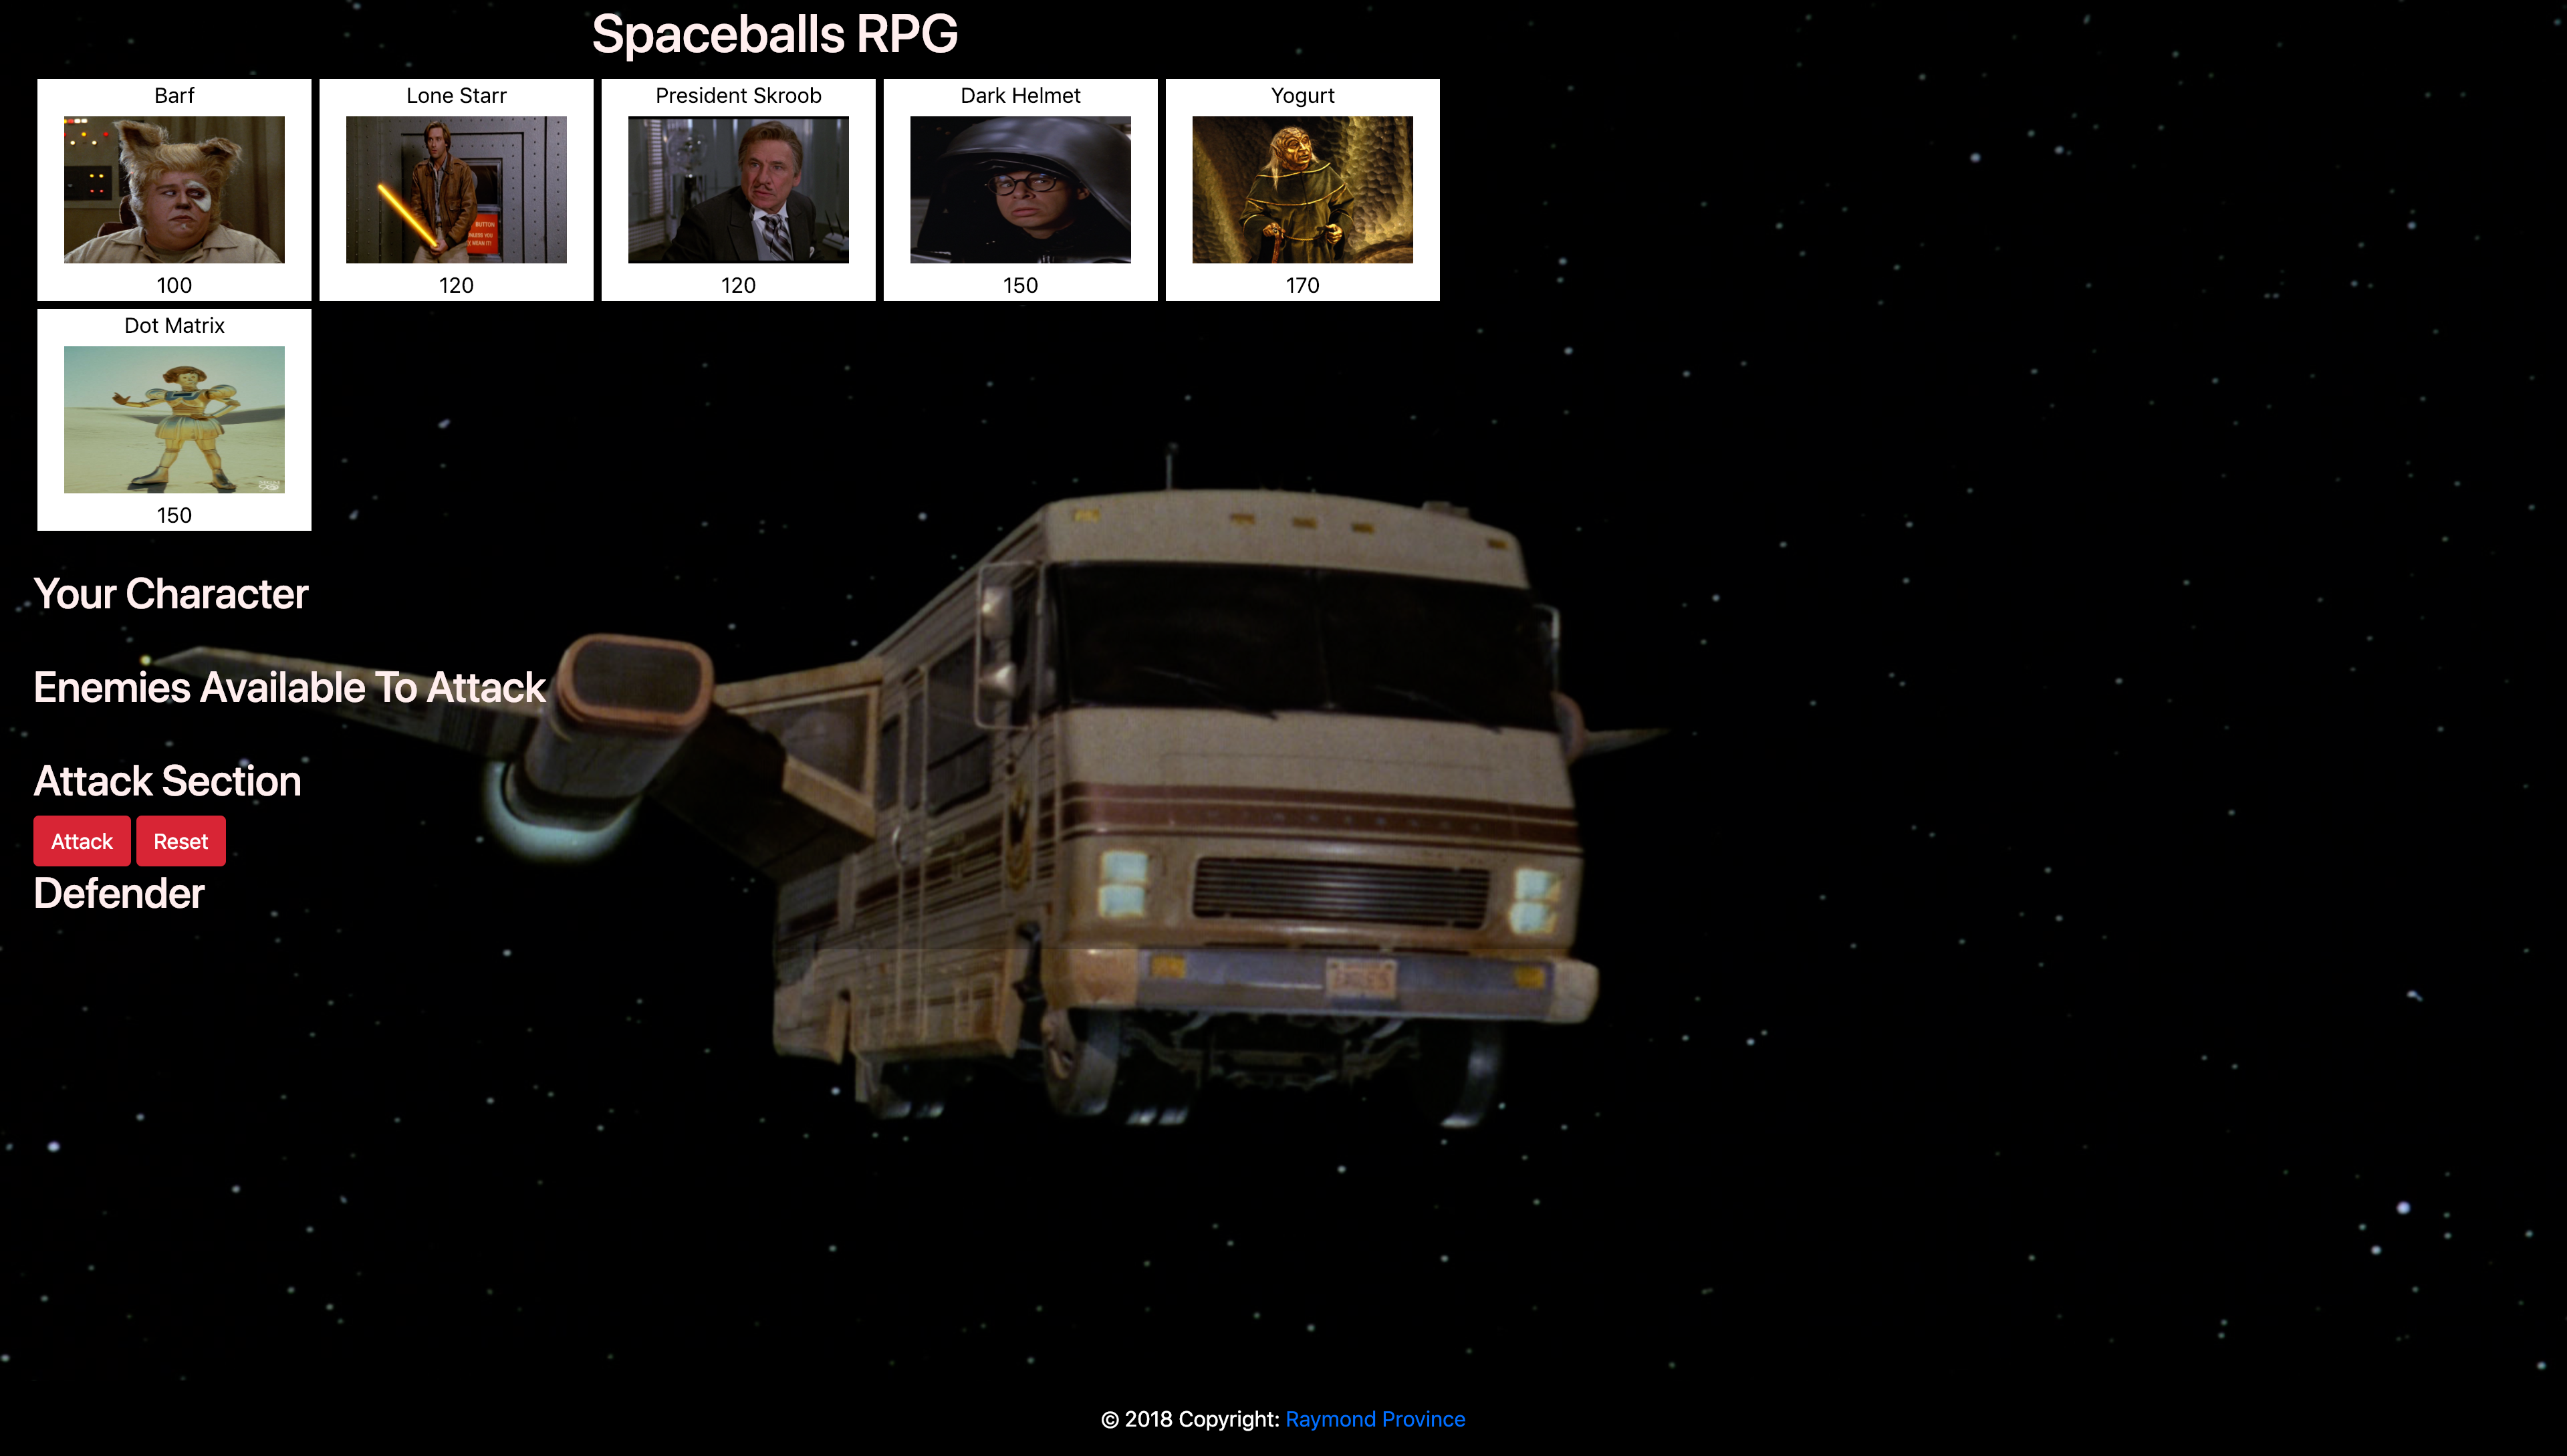 Spaceballs RPG
Barf
Lone Starr
President Skroob
Dark Helmet
Yogurt
BUTTON
100
120
120
150
170
Dot Matrix
150
Your Character
Enemies Available To Attack
Attack Section
Attack
Reset
Defender
© 2018 Copyright: Raymond Province